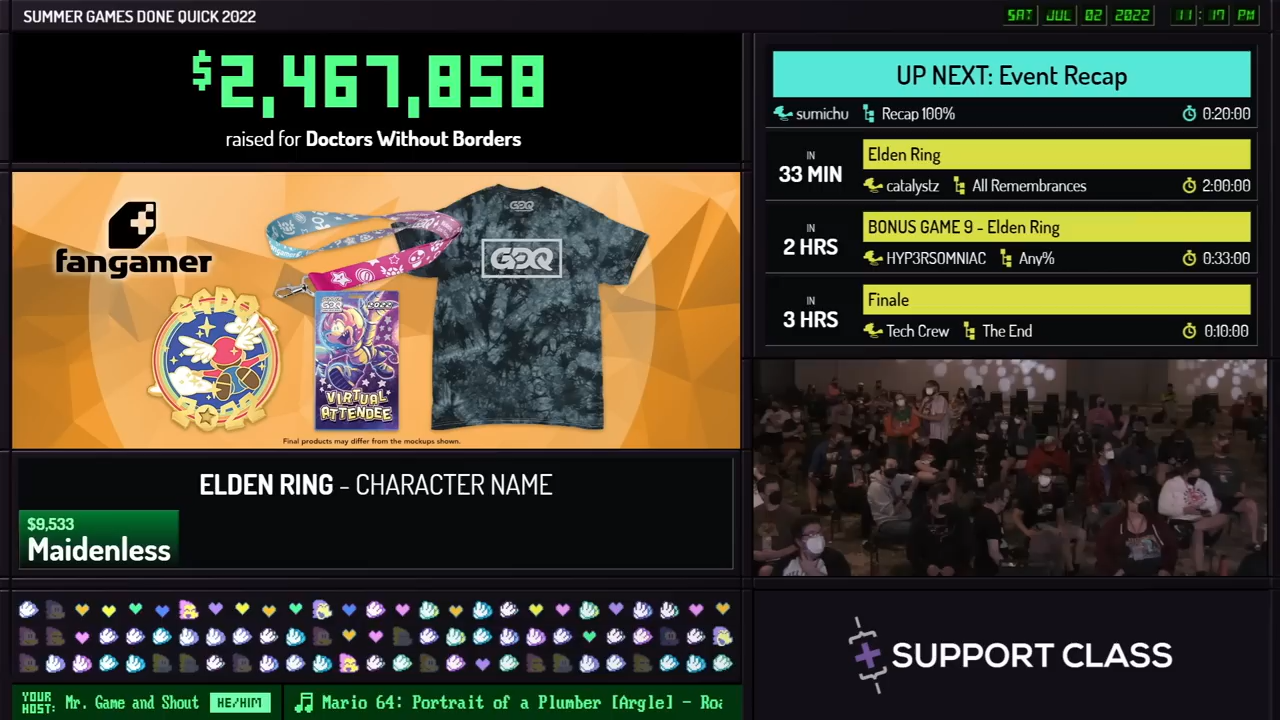 SUMMER GAMES DONE QUICK 2022
SAT JUL 02 2022 11:17 PM
$2,467,858
raised for Doctors Without Borders
fangamer
SGDQ
2022
GDQ
2022
VIRTUAL
ATTENDEE
GDQ
GDQ
Final products may differ from the mockups shown.
ELDEN RING - CHARACTER NAME
$9,533
Maidenless
UP NEXT: Event Recap
sumichu Recap 100% 0:20:00
IN
33 MIN
Elden Ring
catalystz All Remembrances 2:00:00
IN
2 HRS
BONUS GAME 9 - Elden Ring
HYP3RSOMNIAC Any% 0:33:00
IN
3 HRS
Finale
Tech Crew The End 0:10:00
SUPPORT CLASS
YOUR
HOST: Mr. Game and Shout HE/HIM
Mario 64: Portrait of a Plumber [Argle] - Roa